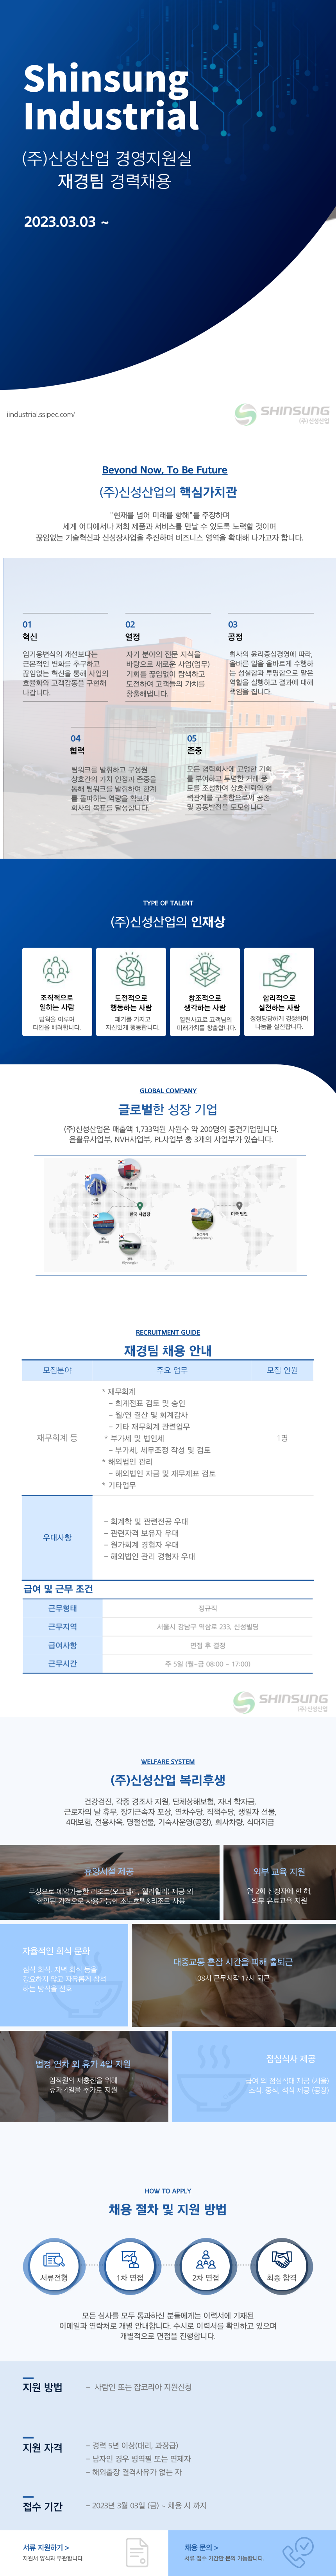 Shinsung
Industrial
(주)신성산업 경영지원실
재경팀 경력채용
2023.03.03 ~
iindustrial.ssipec.com/
SHINSUNG
(주)신성산업
Beyond Now, To Be Future
(주)신성산업의 핵심가치관
"현재를 넘어 미래를 향해"를 주장하며
세계 어디에서나 저희 제품과 서비스를 만날 수 있도록 노력할 것이며
끊임없는 기술혁신과 신성장사업을 추진하며 비즈니스 영역을 확대해 나가고자 합니다.
01
혁신
임기응변식의 개선보다는
근본적인 변화를 추구하고
끊임없는 혁신을 통해 사업의
효율화와 고객감동을 구현해
나갑니다.
02
열정
자기 분야의 전문 지식을
바탕으로 새로운 사업(업무)
기회를 끊임없이 탐색하고
도전하여 고객들의 가치를
창출해냅니다.
03
공정
회사의 윤리중심경영에 따라,
올바른 일을 올바르게 수행하
는 성실함과 투명함으로 맡은
역할을 실행하고 결과에 대해
책임을 집니다.
04
협력
팀워크를 발휘하고 구성원
상호간의 가치 인정과 존중을
통해 팀워크를 발휘하여 한계
를 돌파하는 역량을 확보해
회사의 목표를 달성합니다.
05
존중
모든 협력회사에 고엄한 기회
를 부여하고 투명한 거래 풍
토를 조성하여 상호신뢰와 협
력관계를 구축함으로써 공존
및 공동발전을 도모합니다
TYPE OF TALENT
(주)신성산업의 인재상
조직적으로
일하는 사람
팀웍을 이루며
타인을 배려합니다.
도전적으로
행동하는 사람
패기를 가지고
자신있게 행동합니다.
창조적으로
생각하는 사람
열린사고로 고객님의
미래가치를 창출합니다.
합리적으로
실천하는 사람
정정당당하게 경쟁하며
나눔을 실천합니다.
GLOBAL COMPANY
글로벌한 성장 기업
(주)신성산업은 매출액 1,733억원 사원수 약 200명의 중견기업입니다.
윤활유사업부, NVH사업부, PL사업부 총 3개의 사업부가 있습니다.
한국 사업장
미국 법인
RECRUITMENT GUIDE
재경팀 채용 안내
모집분야 주요 업무 모집 인원
재무회계 등
* 재무회계
– 회계전표 검토 및 승인
– 월/연 결산 및 회계감사
– 기타 재무회계 관련업무
* 부가세 및 법인세
– 부가세, 세무조정 작성 및 검토
* 해외법인 관리
– 해외법인 자금 및 재무제표 검토
* 기타업무
1명
우대사항
– 회계학 및 관련전공 우대
– 관련자격 보유자 우대
– 원가회계 경험자 우대
– 해외법인 관리 경험자 우대
급여 및 근무 조건
근무형태 정규직
근무지역 서울시 강남구 역삼로 233, 신성빌딩
급여사항 면접 후 결정
근무시간 주 5일 (월–금 08:00 – 17:00)
SHINSUNG
(주)신성산업
WELFARE SYSTEM
(주)신성산업 복리후생
건강검진, 각종 경조사 지원, 단체상해보험, 자녀 학자금,
근로자의 날 휴무, 장기근속자 포상, 연차수당, 직책수당, 생일자 선물,
4대보험, 전용사옥, 명절선물, 기숙사운영(공장), 회사차량, 식대지급
휴양시설 제공
무상으로 예약가능한 리조트(오크밸리, 웰리힐리) 제공 외
할인된 가격으로 사용가능한 소노호텔&리조트 사용
외부 교육 지원
연 2회 신청자에 한 해,
외부 유료교육 지원
자율적인 회식 문화
점심 회식, 저녁 회식 등을
강요하지 않고 자유롭게 참석
하는 방식을 선호
대중교통 혼잡 시간을 피해 출퇴근
08시 근무시작 17시 퇴근
법정 연차 외 휴가 4일 지원
임직원의 재충전을 위해
휴가 4일을 추가로 지원
점심식사 제공
급여 외 점심식대 제공 (서울)
조식, 중식, 석식 제공 (공장)
HOW TO APPLY
채용 절차 및 지원 방법
서류전형
1차 면접
2차 면접
최종 합격
모든 심사를 모두 통과하신 분들에게는 이력서에 기재된
이메일과 연락처로 개별 안내합니다. 수시로 이력서를 확인하고 있으며
개별적으로 면접을 진행합니다.
지원 방법
– 사람인 또는 잡코리아 지원신청
지원 자격
– 경력 5년 이상(대리, 과장급)
– 남자인 경우 병역필 또는 면제자
– 해외출장 결격사유가 없는 자
접수 기간
– 2023년 3월 03일 (금) – 채용 시 까지
서류 지원하기 >
지원서 양식과 무관합니다.
채용 문의 >
서류 접수 기간만 문의 가능합니다.